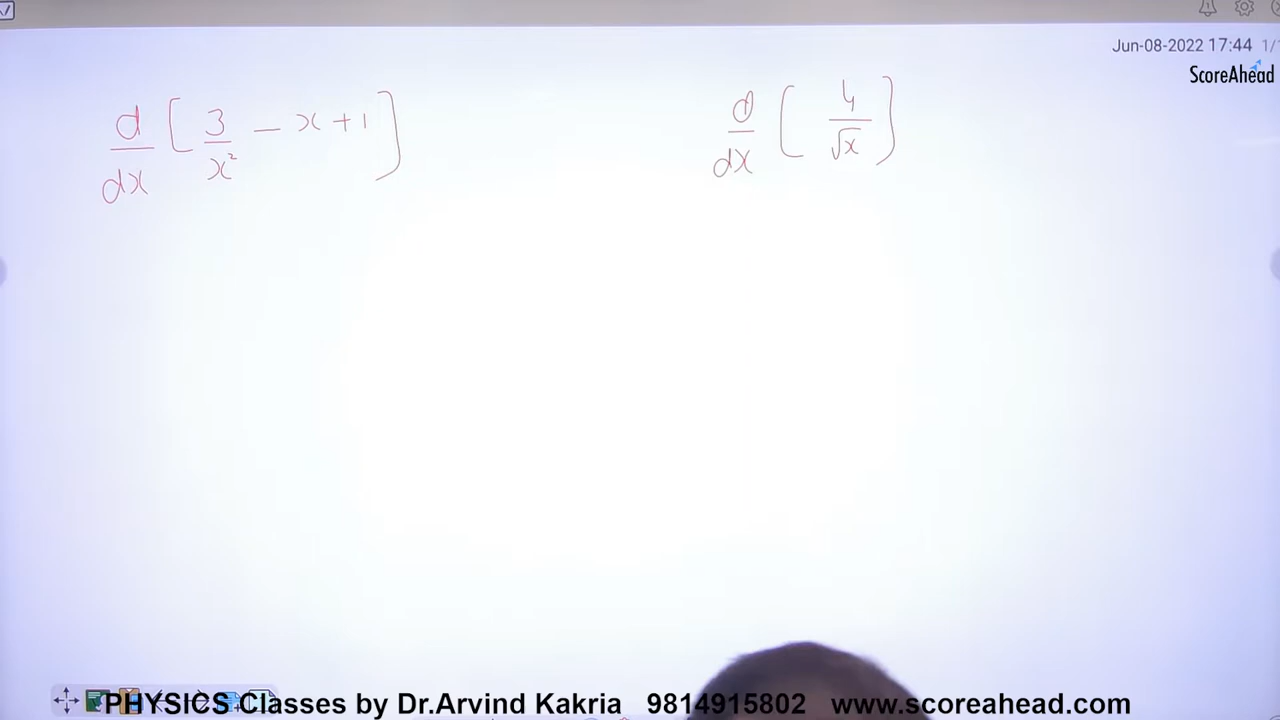 Jun-08-2022 17:44 1/
ScoreAhead
d/dx [3/x² - x + 1]
d/dx [4/√x]
PHYSICS Classes by Dr.Arvind Kakria 9814915802 www.scoreahead.com